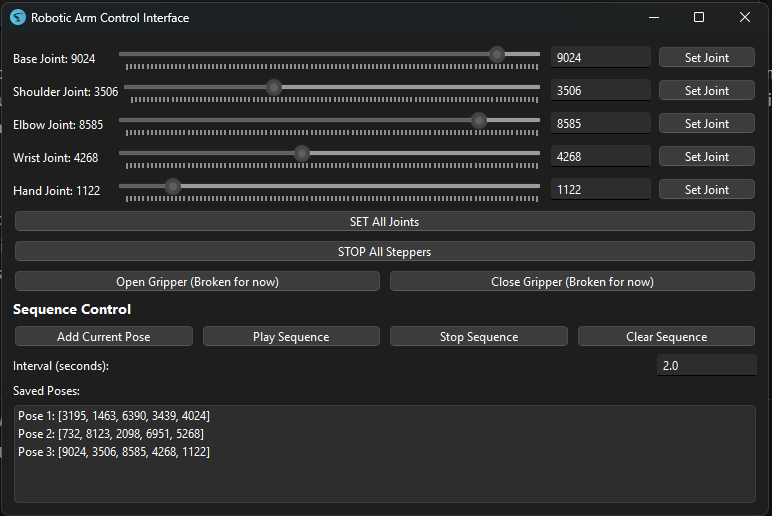 Robotic Arm Control Interface
Base Joint: 9024 9024 Set Joint
Shoulder Joint: 3506 3506 Set Joint
Elbow Joint: 8585 8585 Set Joint
Wrist Joint: 4268 4268 Set Joint
Hand Joint: 1122 1122 Set Joint
SET All Joints
STOP All Steppers
Open Gripper (Broken for now) Close Gripper (Broken for now)
Sequence Control
Add Current Pose Play Sequence Stop Sequence Clear Sequence
Interval (seconds): 2.0
Saved Poses:
Pose 1: [3195, 1463, 6390, 3439, 4024]
Pose 2: [732, 8123, 2098, 6951, 5268]
Pose 3: [9024, 3506, 8585, 4268, 1122]